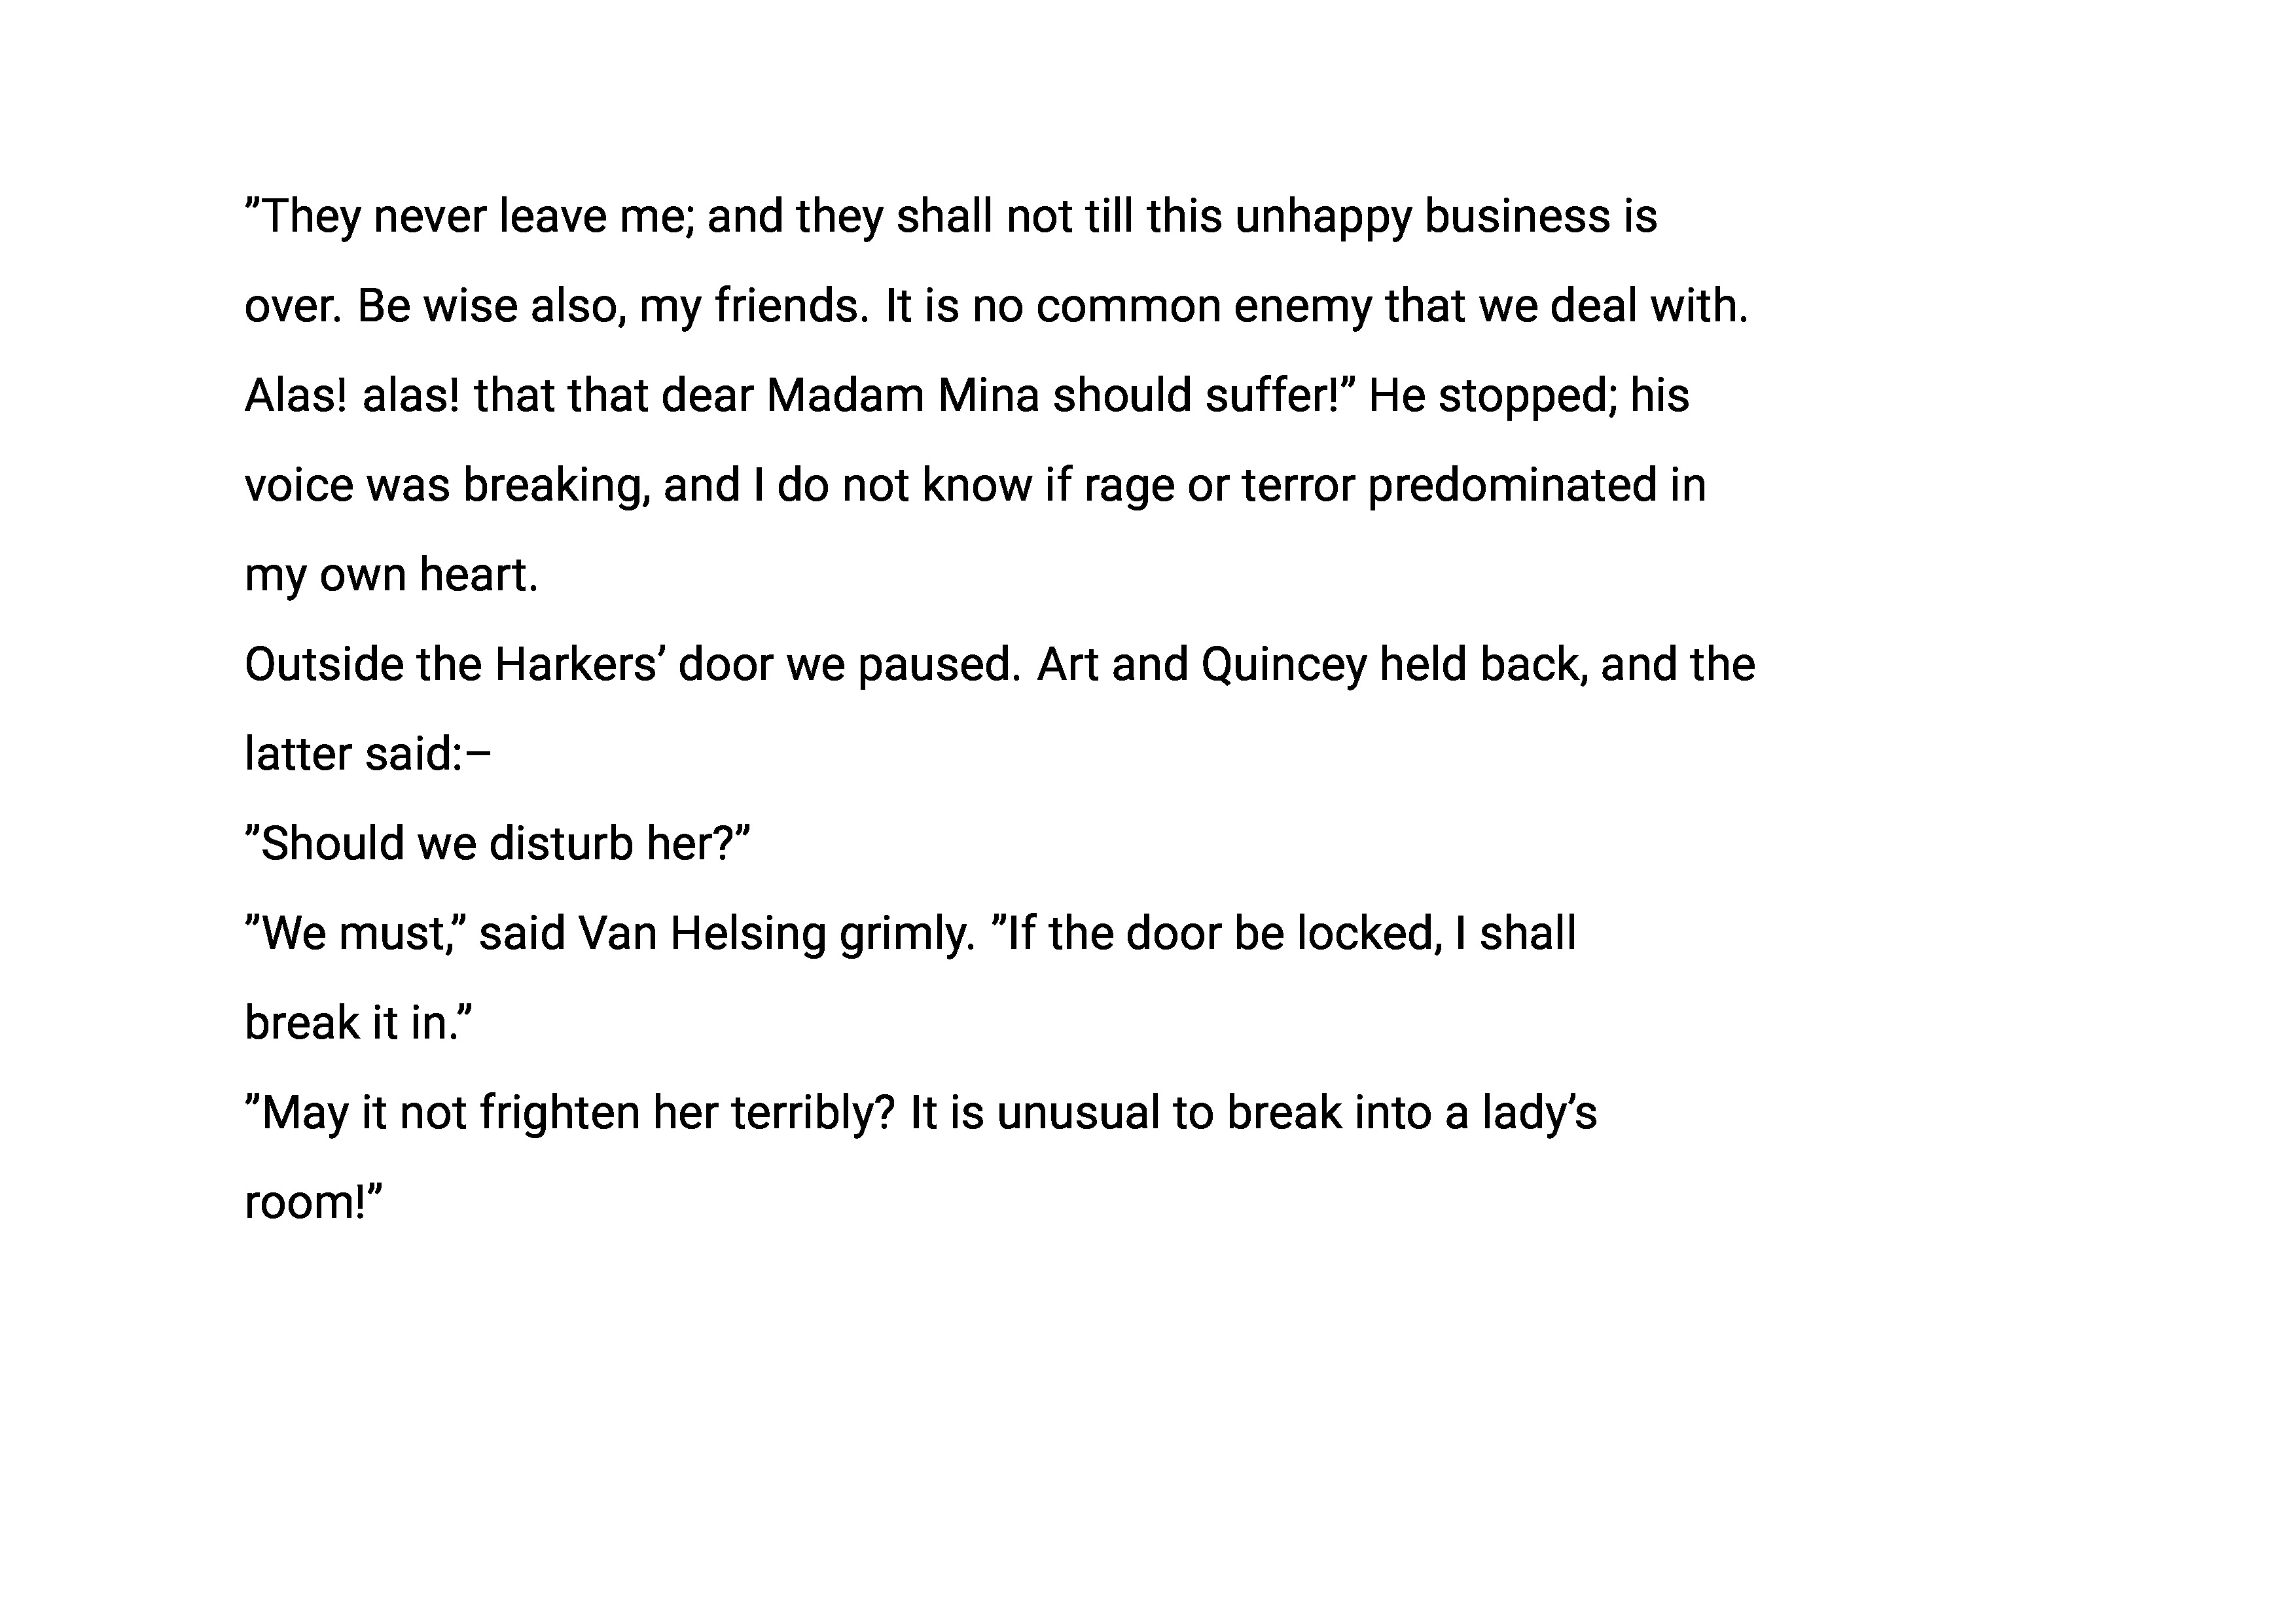 ”They never leave me; and they shall not till this unhappy business is
over. Be wise also, my friends. It is no common enemy that we deal with.
Alas! alas! that that dear Madam Mina should suffer!” He stopped; his
voice was breaking, and I do not know if rage or terror predominated in
my own heart.
Outside the Harkers’ door we paused. Art and Quincey held back, and the
latter said:–
”Should we disturb her?”
”We must,” said Van Helsing grimly. ”If the door be locked, I shall
break it in.”
”May it not frighten her terribly? It is unusual to break into a lady’s
room!”